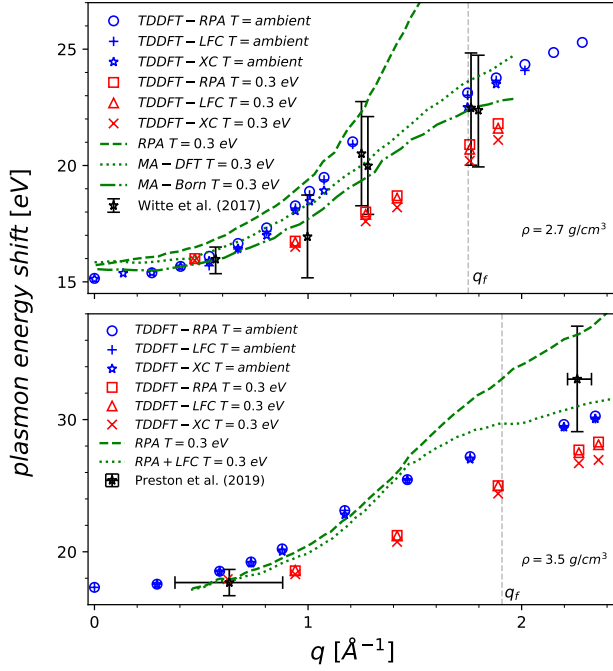 plasmon energy shift [eV]
25
20
15
TDDFT−RPA T = ambient
TDDFT−LFC T = ambient
TDDFT−XC T = ambient
TDDFT−RPA T = 0.3 eV
TDDFT−LFC T = 0.3 eV
TDDFT−XC T = 0.3 eV
RPA T = 0.3 eV
MA−DFT T = 0.3 eV
MA−Born T = 0.3 eV
Witte et al. (2017)
ρ = 2.7 g/cm³
q_f
30
25
20
TDDFT−RPA T = ambient
TDDFT−LFC T = ambient
TDDFT−XC T = ambient
TDDFT−RPA T = 0.3 eV
TDDFT−LFC T = 0.3 eV
TDDFT−XC T = 0.3 eV
RPA T = 0.3 eV
RPA + LFC T = 0.3 eV
Preston et al. (2019)
ρ = 3.5 g/cm³
q_f
0 1 2
q [Å⁻¹]